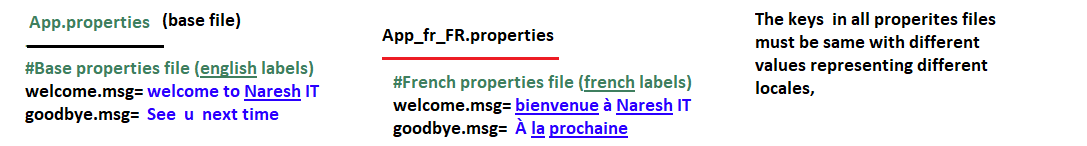 App.properties (base file)
#Base properties file (english labels)
welcome.msg= welcome to Naresh IT
goodbye.msg= See u next time
App_fr_FR.properties
#French properties file (french labels)
welcome.msg= bienvenue à Naresh IT
goodbye.msg= À la prochaine
The keys in all properites files
must be same with different
values representing different
locales,